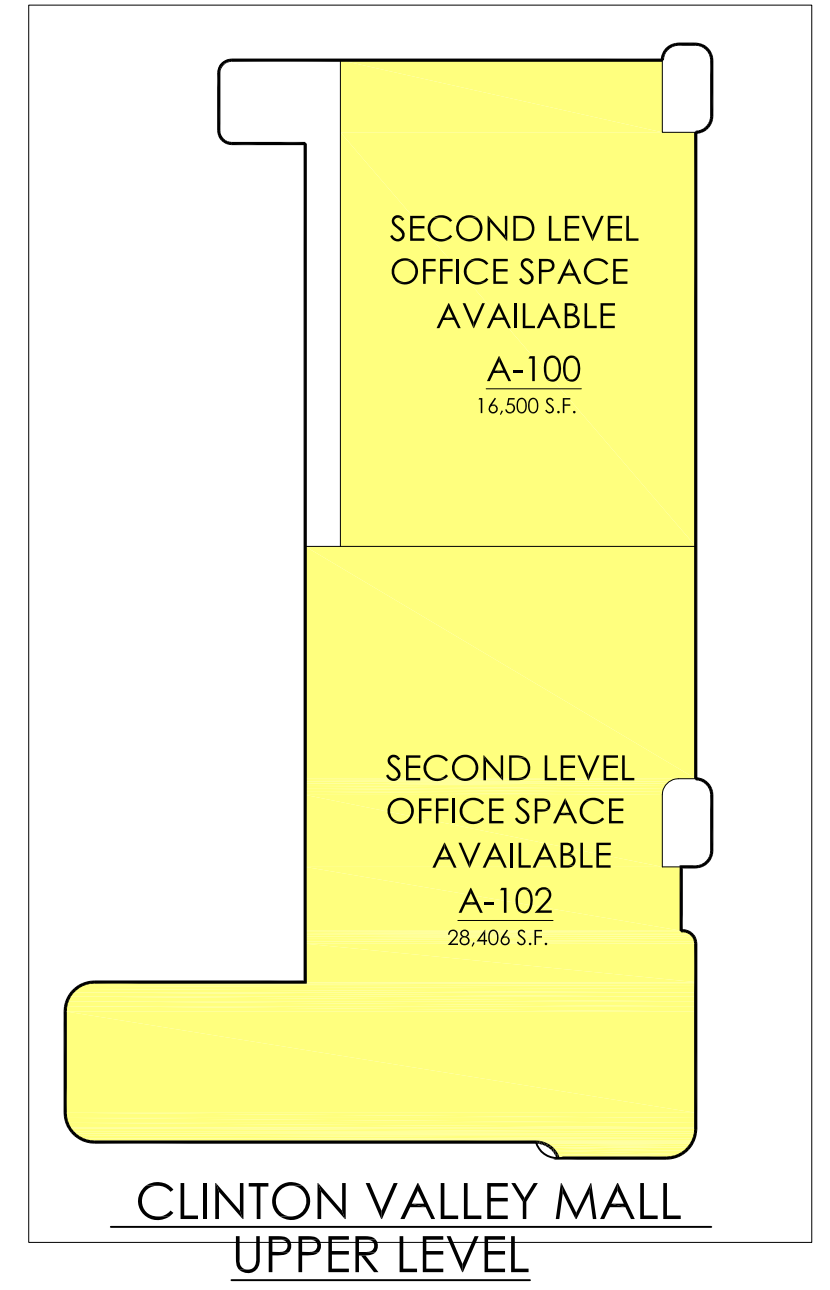 SECOND LEVEL
OFFICE SPACE
AVAILABLE
A-100
16,500 S.F.
SECOND LEVEL
OFFICE SPACE
AVAILABLE
A-102
28,406 S.F.
CLINTON VALLEY MALL
UPPER LEVEL